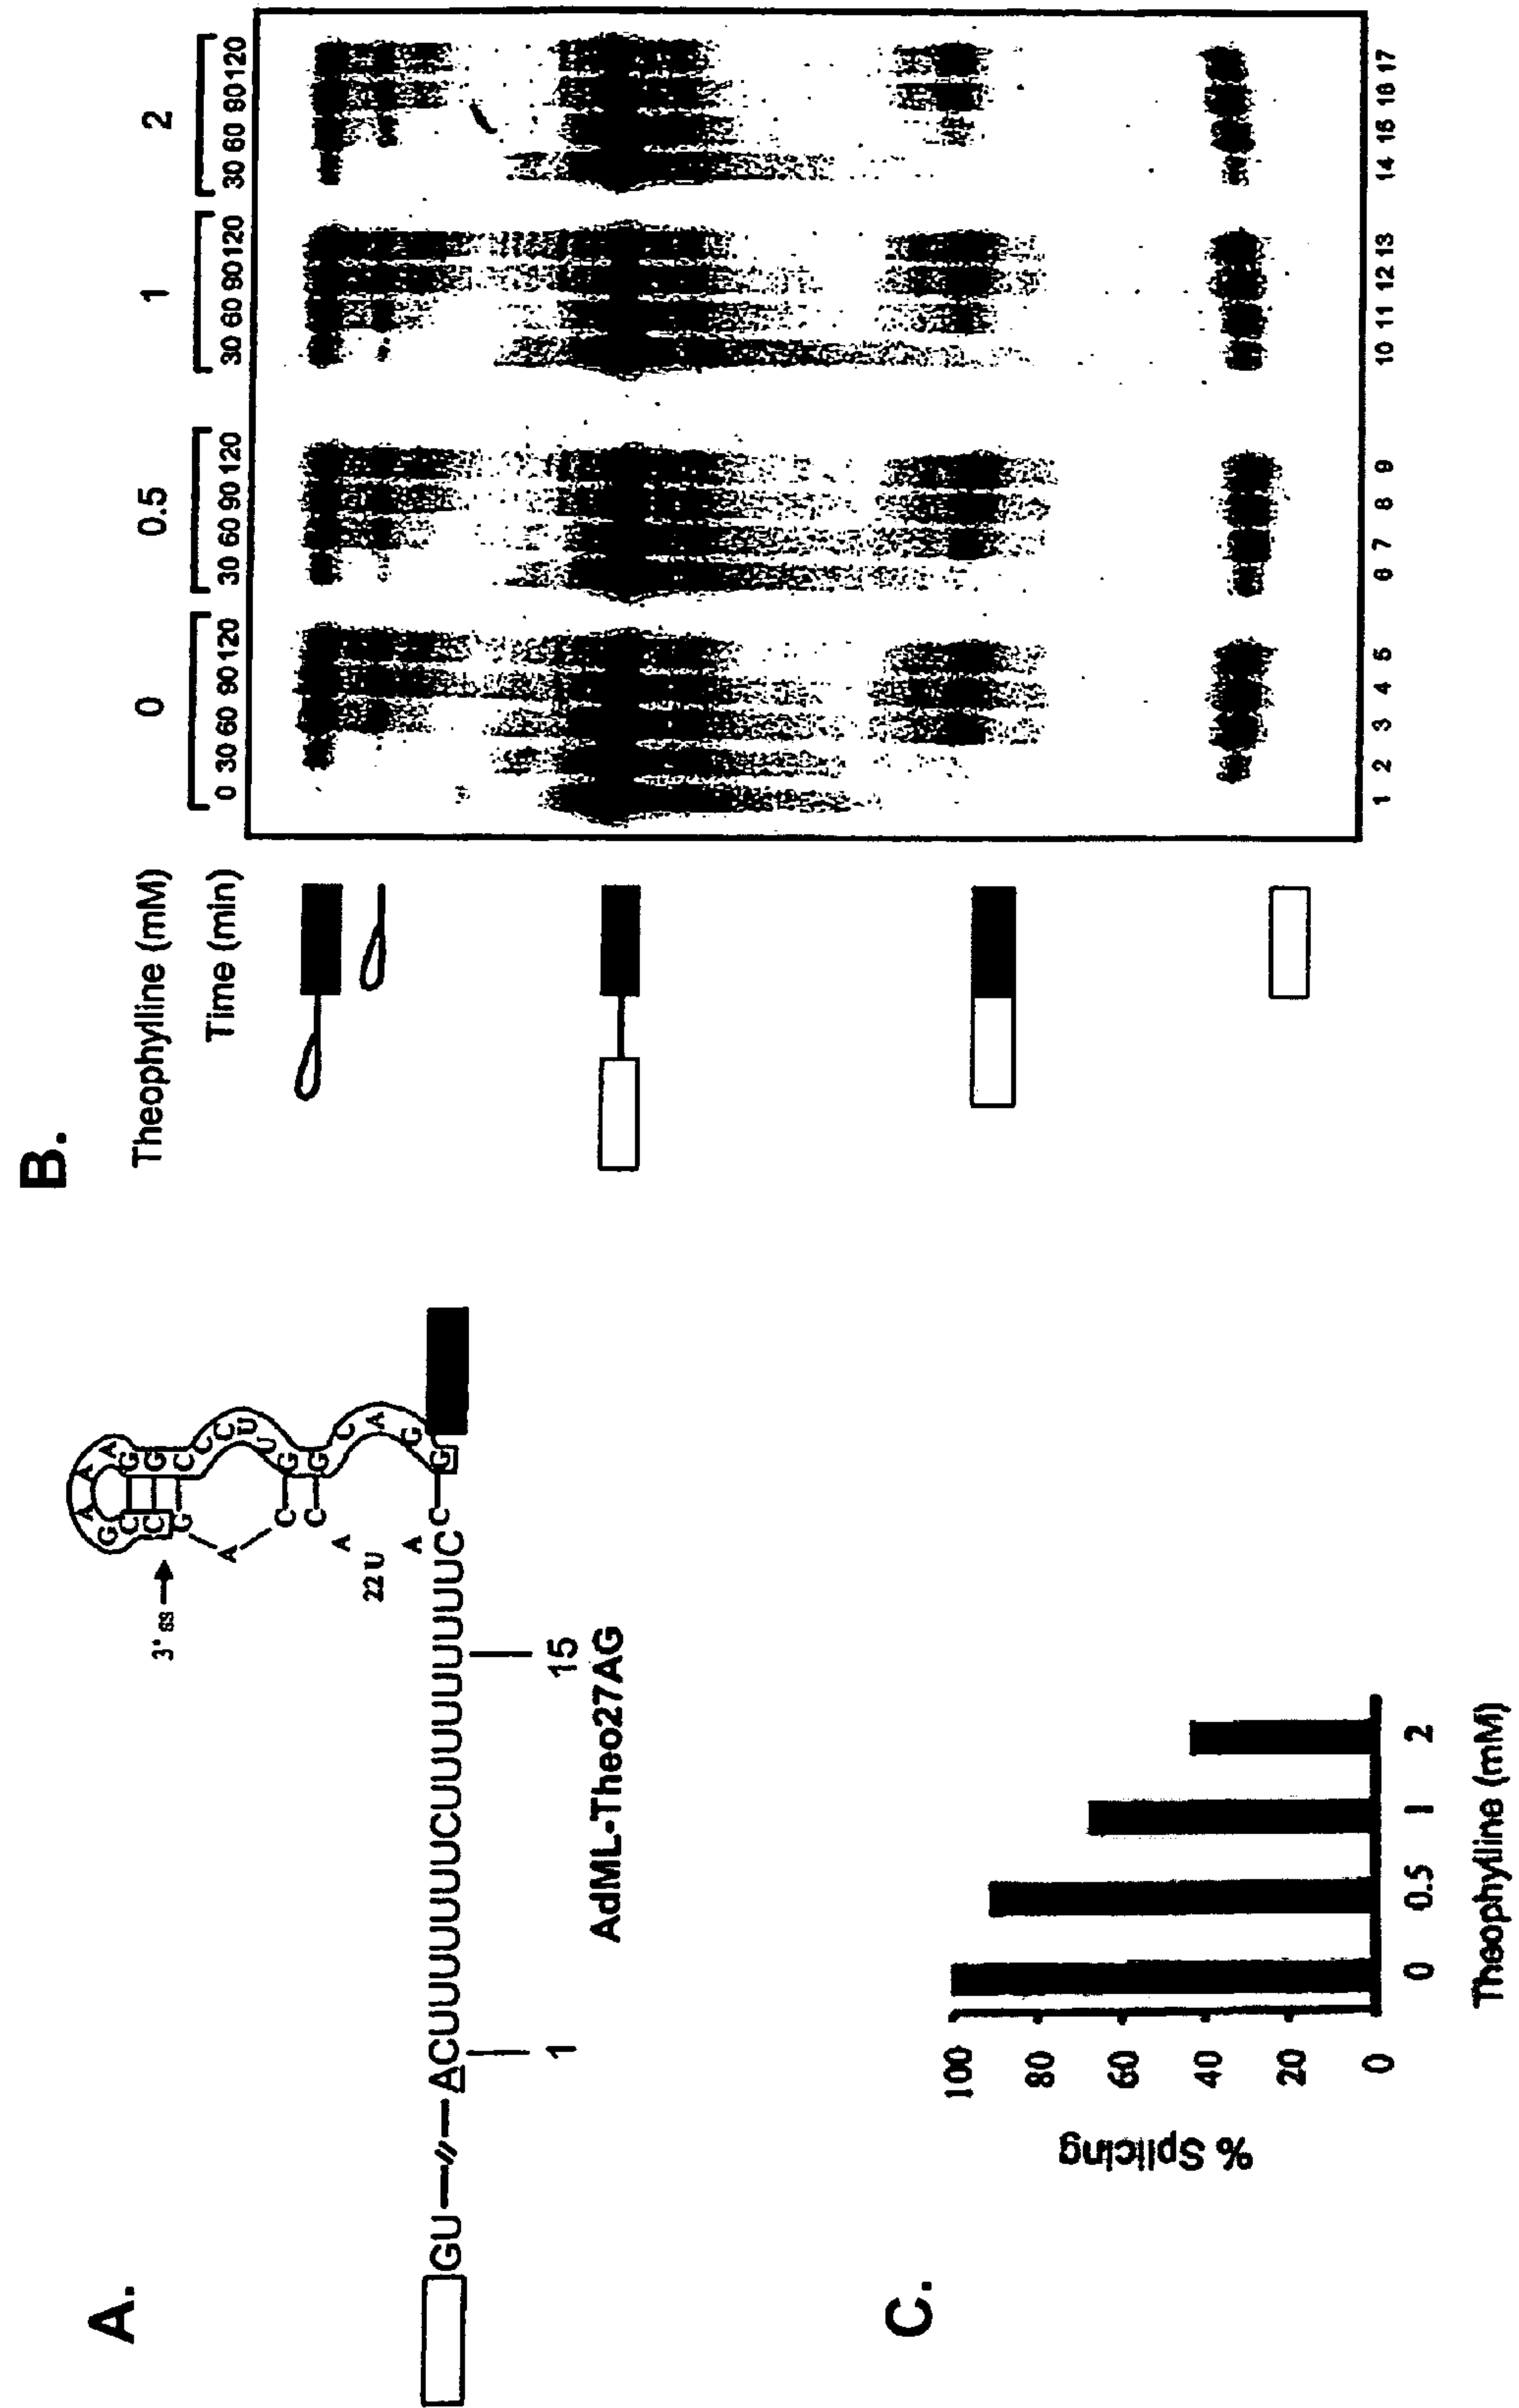 A.
3' ss
A A
A A
G G
C G
C C
G C
A C
U
U
C G
C G
A C
22 U A
A G
C G
GU ACUUUUUUUUCUUUUUUUUCC
1 15
AdML-Theo27AG
B.
Theophylline (mM) 0 0.5 1 2
Time (min) 0 30 60 90 120 30 60 90 120 30 60 90 120 30 60 80 120
1 2 3 4 5 6 7 8 9 10 11 12 13 14 16 18 17
C.
% Splicing
100
80
60
40
20
0
0 0.5 1 2
Theophylline (mM)